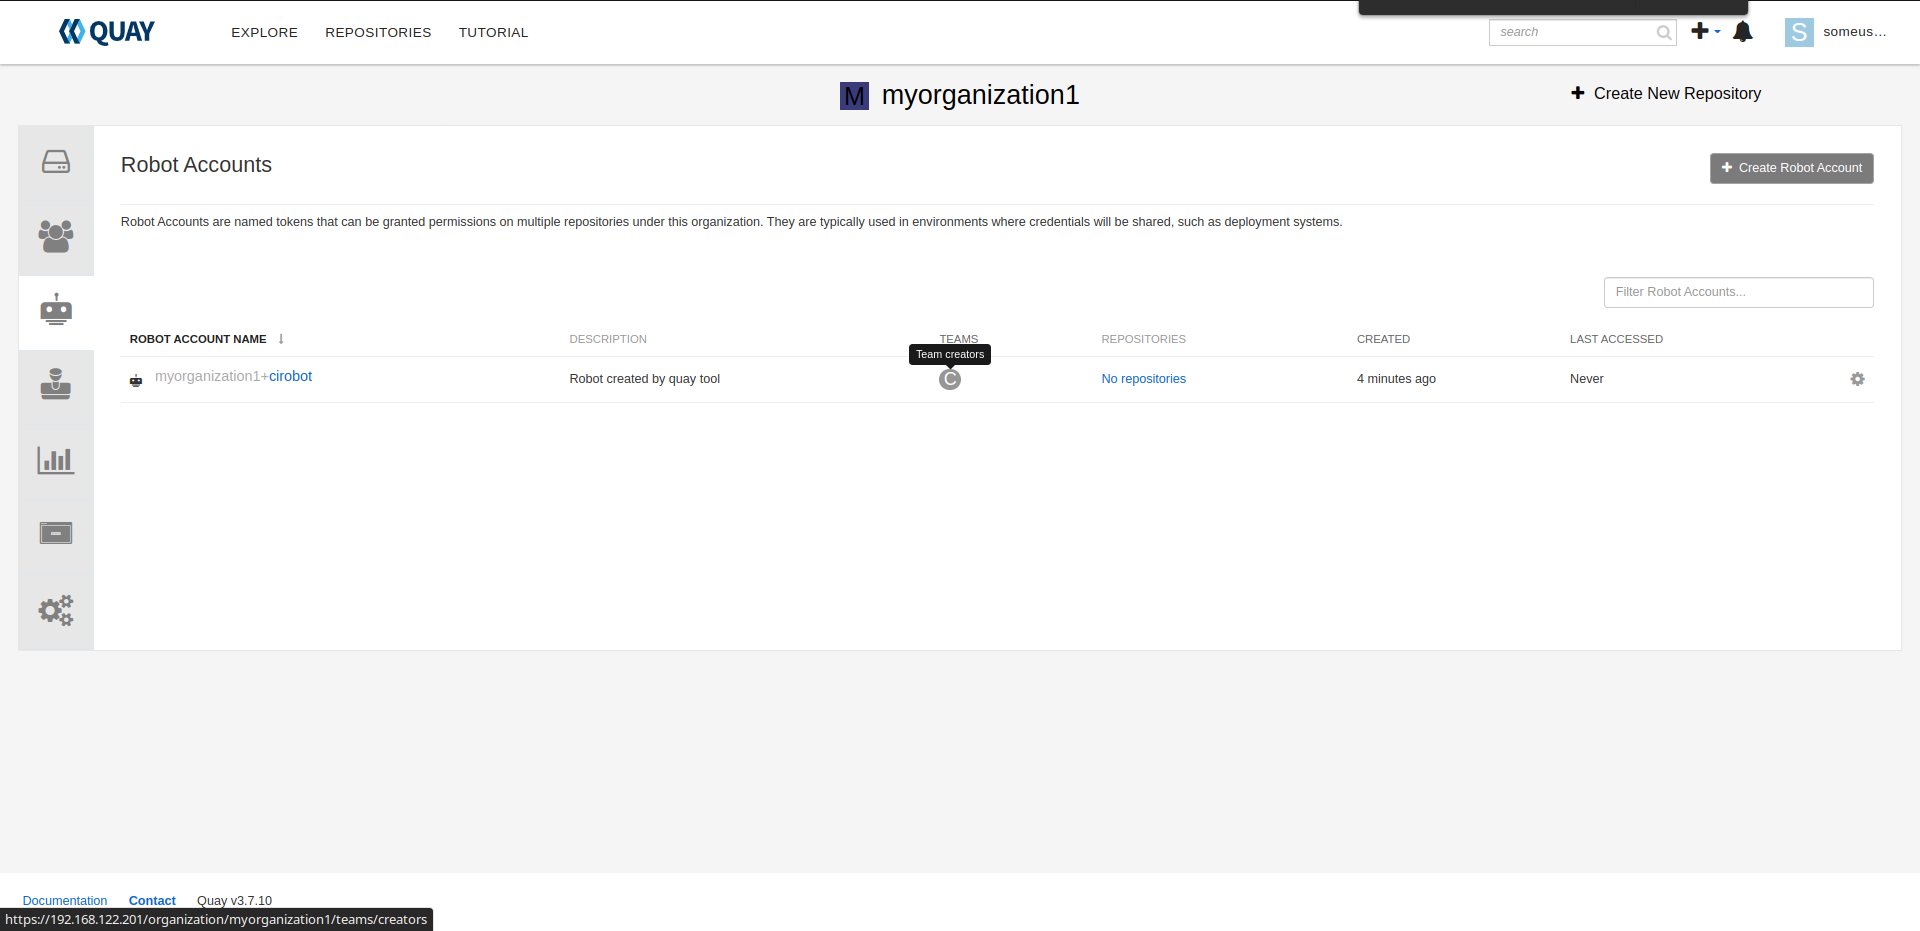 QUAY EXPLORE REPOSITORIES TUTORIAL search S someus...
M myorganization1 Create New Repository
Robot Accounts Create Robot Account
Robot Accounts are named tokens that can be granted permissions on multiple repositories under this organization. They are typically used in environments where credentials will be shared, such as deployment systems.
Filter Robot Accounts...
ROBOT ACCOUNT NAME DESCRIPTION TEAMS REPOSITORIES CREATED LAST ACCESSED
Team creators
myorganization1+cirobot Robot created by quay tool C No repositories 4 minutes ago Never
Documentation Contact Quay v3.7.10
https://192.168.122.201/organization/myorganization1/teams/creators